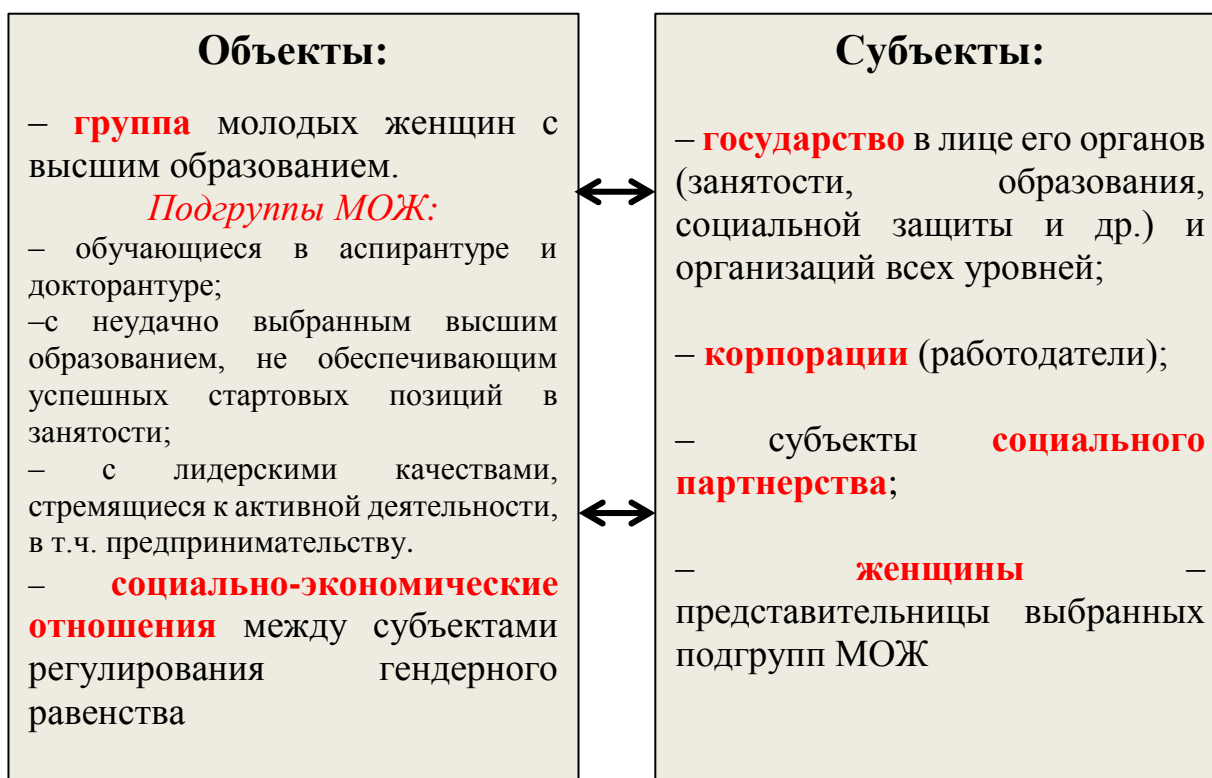 Объекты:
– группа молодых женщин с
высшим образованием.
Подгруппы МОЖ:
– обучающиеся в аспирантуре и
докторантуре;
–с неудачно выбранным высшим
образованием, не обеспечивающим
успешных стартовых позиций в
занятости;
– с лидерскими качествами,
стремящиеся к активной деятельности,
в т.ч. предпринимательству.
– социально-экономические
отношения между субъектами
регулирования гендерного
равенства
Субъекты:
– государство в лице его органов
(занятости, образования,
социальной защиты и др.) и
организаций всех уровней;
– корпорации (работодатели);
– субъекты социального
партнерства;
– женщины –
представительницы выбранных
подгрупп МОЖ